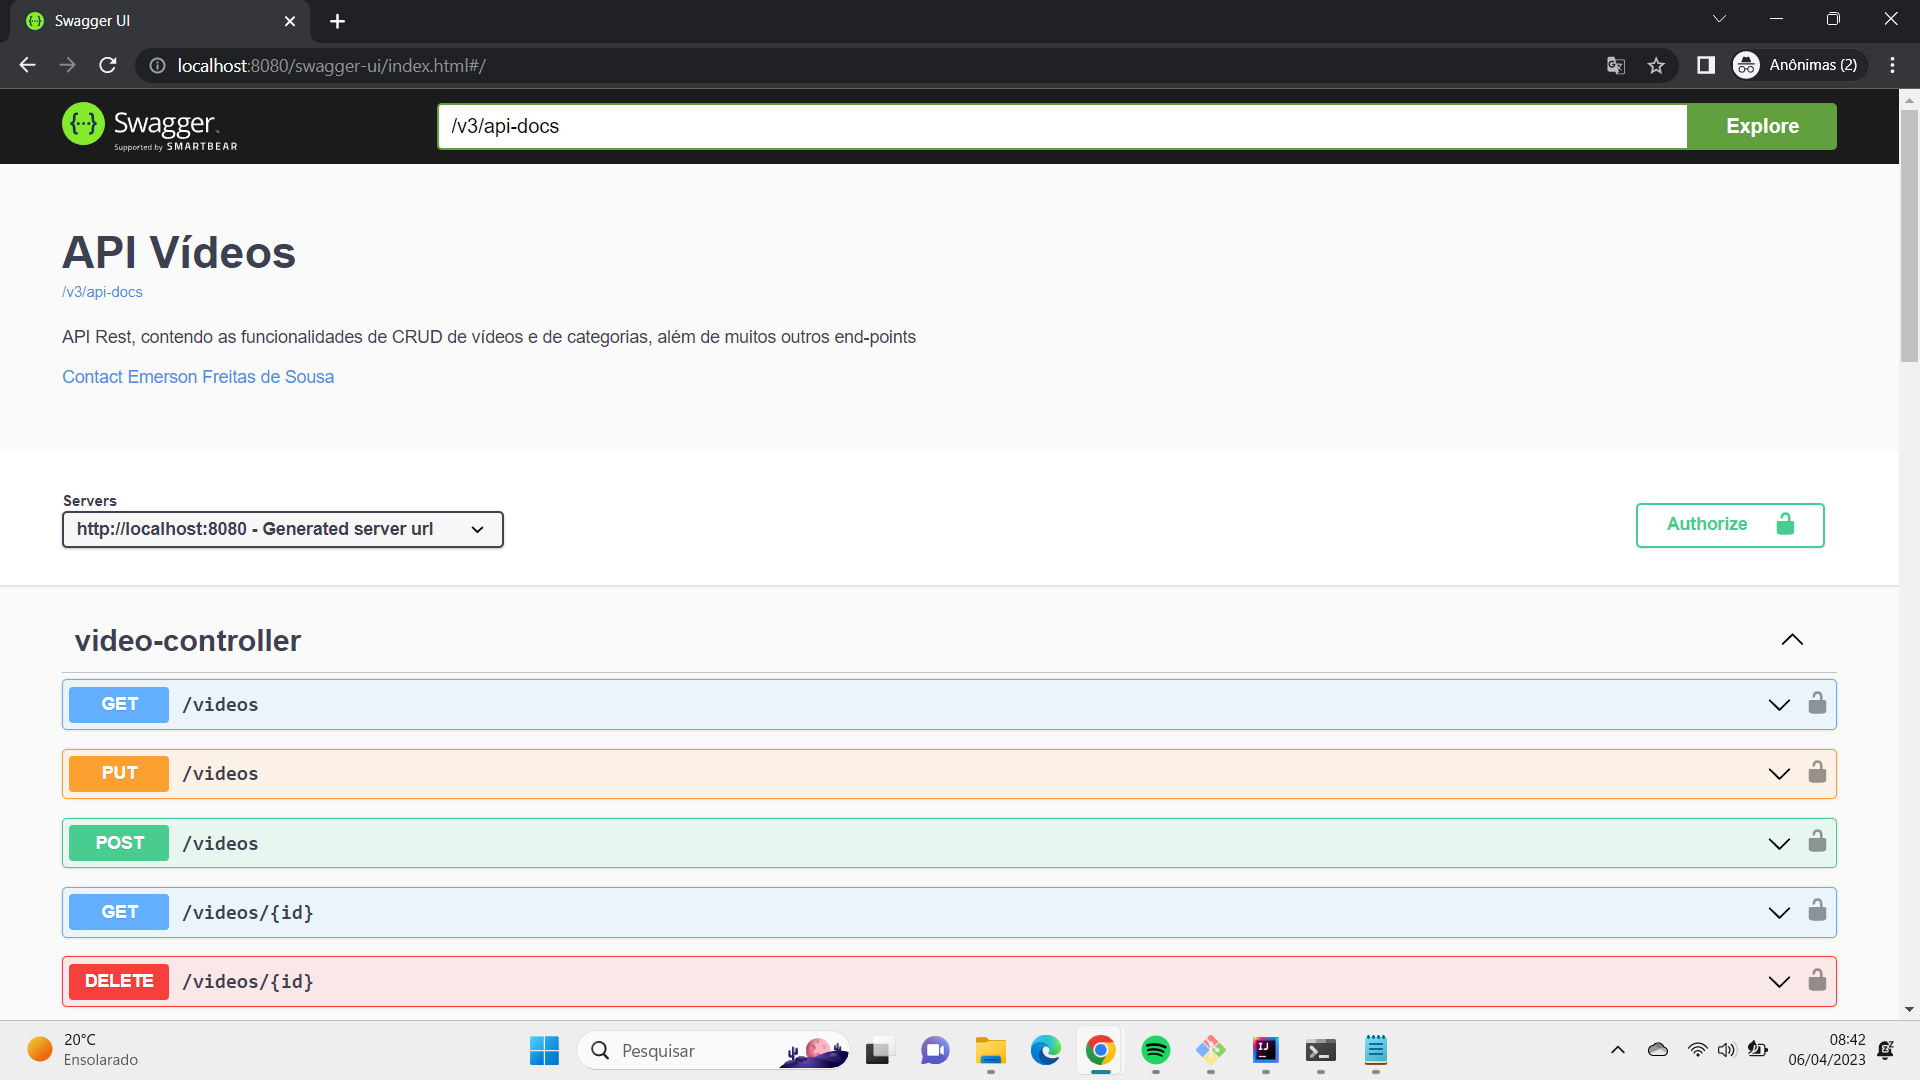 Swagger UI
localhost:8080/swagger-ui/index.html#/
Anônimas (2)
Swagger.
Supported by SMARTBEAR
/v3/api-docs
Explore
API Vídeos
/v3/api-docs
API Rest, contendo as funcionalidades de CRUD de vídeos e de categorias, além de muitos outros end-points
Contact Emerson Freitas de Sousa
Servers
http://localhost:8080 - Generated server url
Authorize
video-controller
GET /videos
PUT /videos
POST /videos
GET /videos/{id}
DELETE /videos/{id}
20°C
Ensolarado
Pesquisar
IJ
08:42
06/04/2023